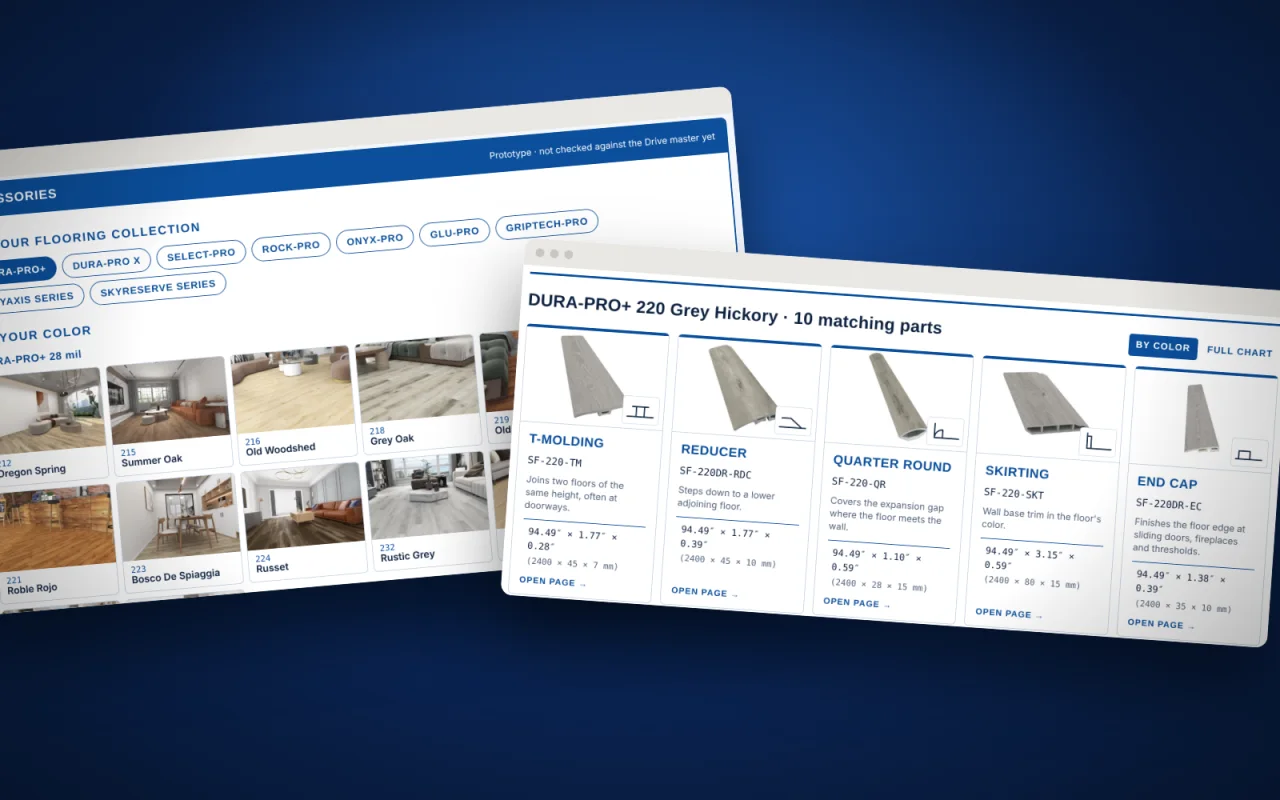 SSORIES
Prototype · not checked against the Drive master yet
OUR FLOORING COLLECTION
RA-PRO+
DURA-PRO X
SELECT-PRO
ROCK-PRO
ONYX-PRO
GLU-PRO
GRIPTECH-PRO
YAXIS SERIES
SKYRESERVE SERIES
YOUR COLOR
RA-PRO+ 28 mil
212
Oregon Spring
215
Summer Oak
216
Old Woodshed
218
Grey Oak
219
Old
221
Roble Rojo
223
Bosco De Spiaggia
224
Russet
232
Rustic Grey
DURA-PRO+ 220 Grey Hickory · 10 matching parts
BY COLOR
FULL CHART
T-MOLDING
SF-220-TM
Joins two floors of the
same height, often at
doorways.
94.49″ × 1.77″ ×
0.28″
(2400 × 45 × 7 mm)
OPEN PAGE →
REDUCER
SF-220DR-RDC
Steps down to a lower
adjoining floor.
94.49″ × 1.77″ ×
0.39″
(2400 × 45 × 10 mm)
OPEN PAGE →
QUARTER ROUND
SF-220-QR
Covers the expansion gap
where the floor meets the
wall.
94.49″ × 1.10″ ×
0.59″
(2400 × 28 × 15 mm)
OPEN PAGE →
SKIRTING
SF-220-SKT
Wall base trim in the floor's
color.
94.49″ × 3.15″ ×
0.59″
(2400 × 80 × 15 mm)
OPEN PAGE →
END CAP
SF-220DR-EC
Finishes the floor edge at
sliding doors, fireplaces
and thresholds.
94.49″ × 1.38″ ×
0.39″
(2400 × 35 × 10 mm)
OPEN PAGE →